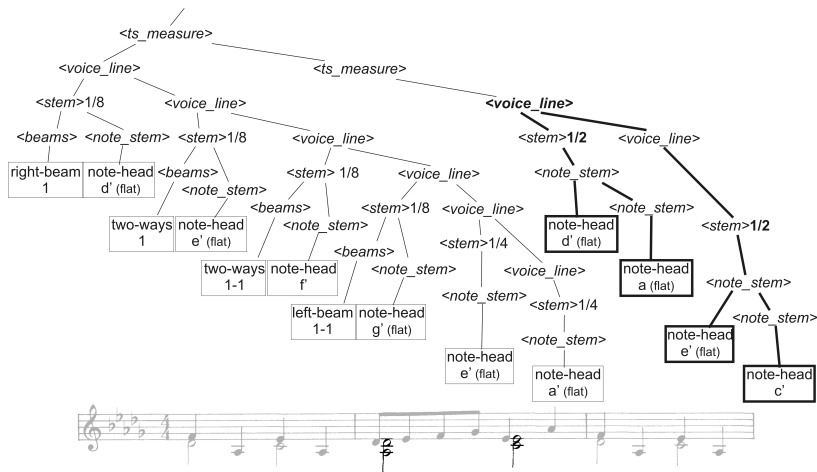 <ts_measure>
<voice_line> <ts_measure>
<stem>1/8 <voice_line> <voice_line>
<beams> <note_stem> <stem>1/8 <voice_line> <stem>1/2 <voice_line>
right-beam 1 note-head d' (flat) <beams> <stem> 1/8 <voice_line> <note_stem>
<note_stem> <beams> <stem>1/8 <voice_line> <note_stem>
two-ways 1 note-head e' (flat) <note_stem> <stem>1/4 note-head d' (flat) <stem>1/2
two-ways 1-1 note-head f' <beams> <note_stem> <voice_line> note-head a (flat) <note_stem>
left-beam 1-1 note-head g' (flat) <note_stem> <stem>1/4 <note_stem>
note-head e' (flat) <note_stem> note-head e' (flat)
note-head a' (flat) note-head c'
4
4